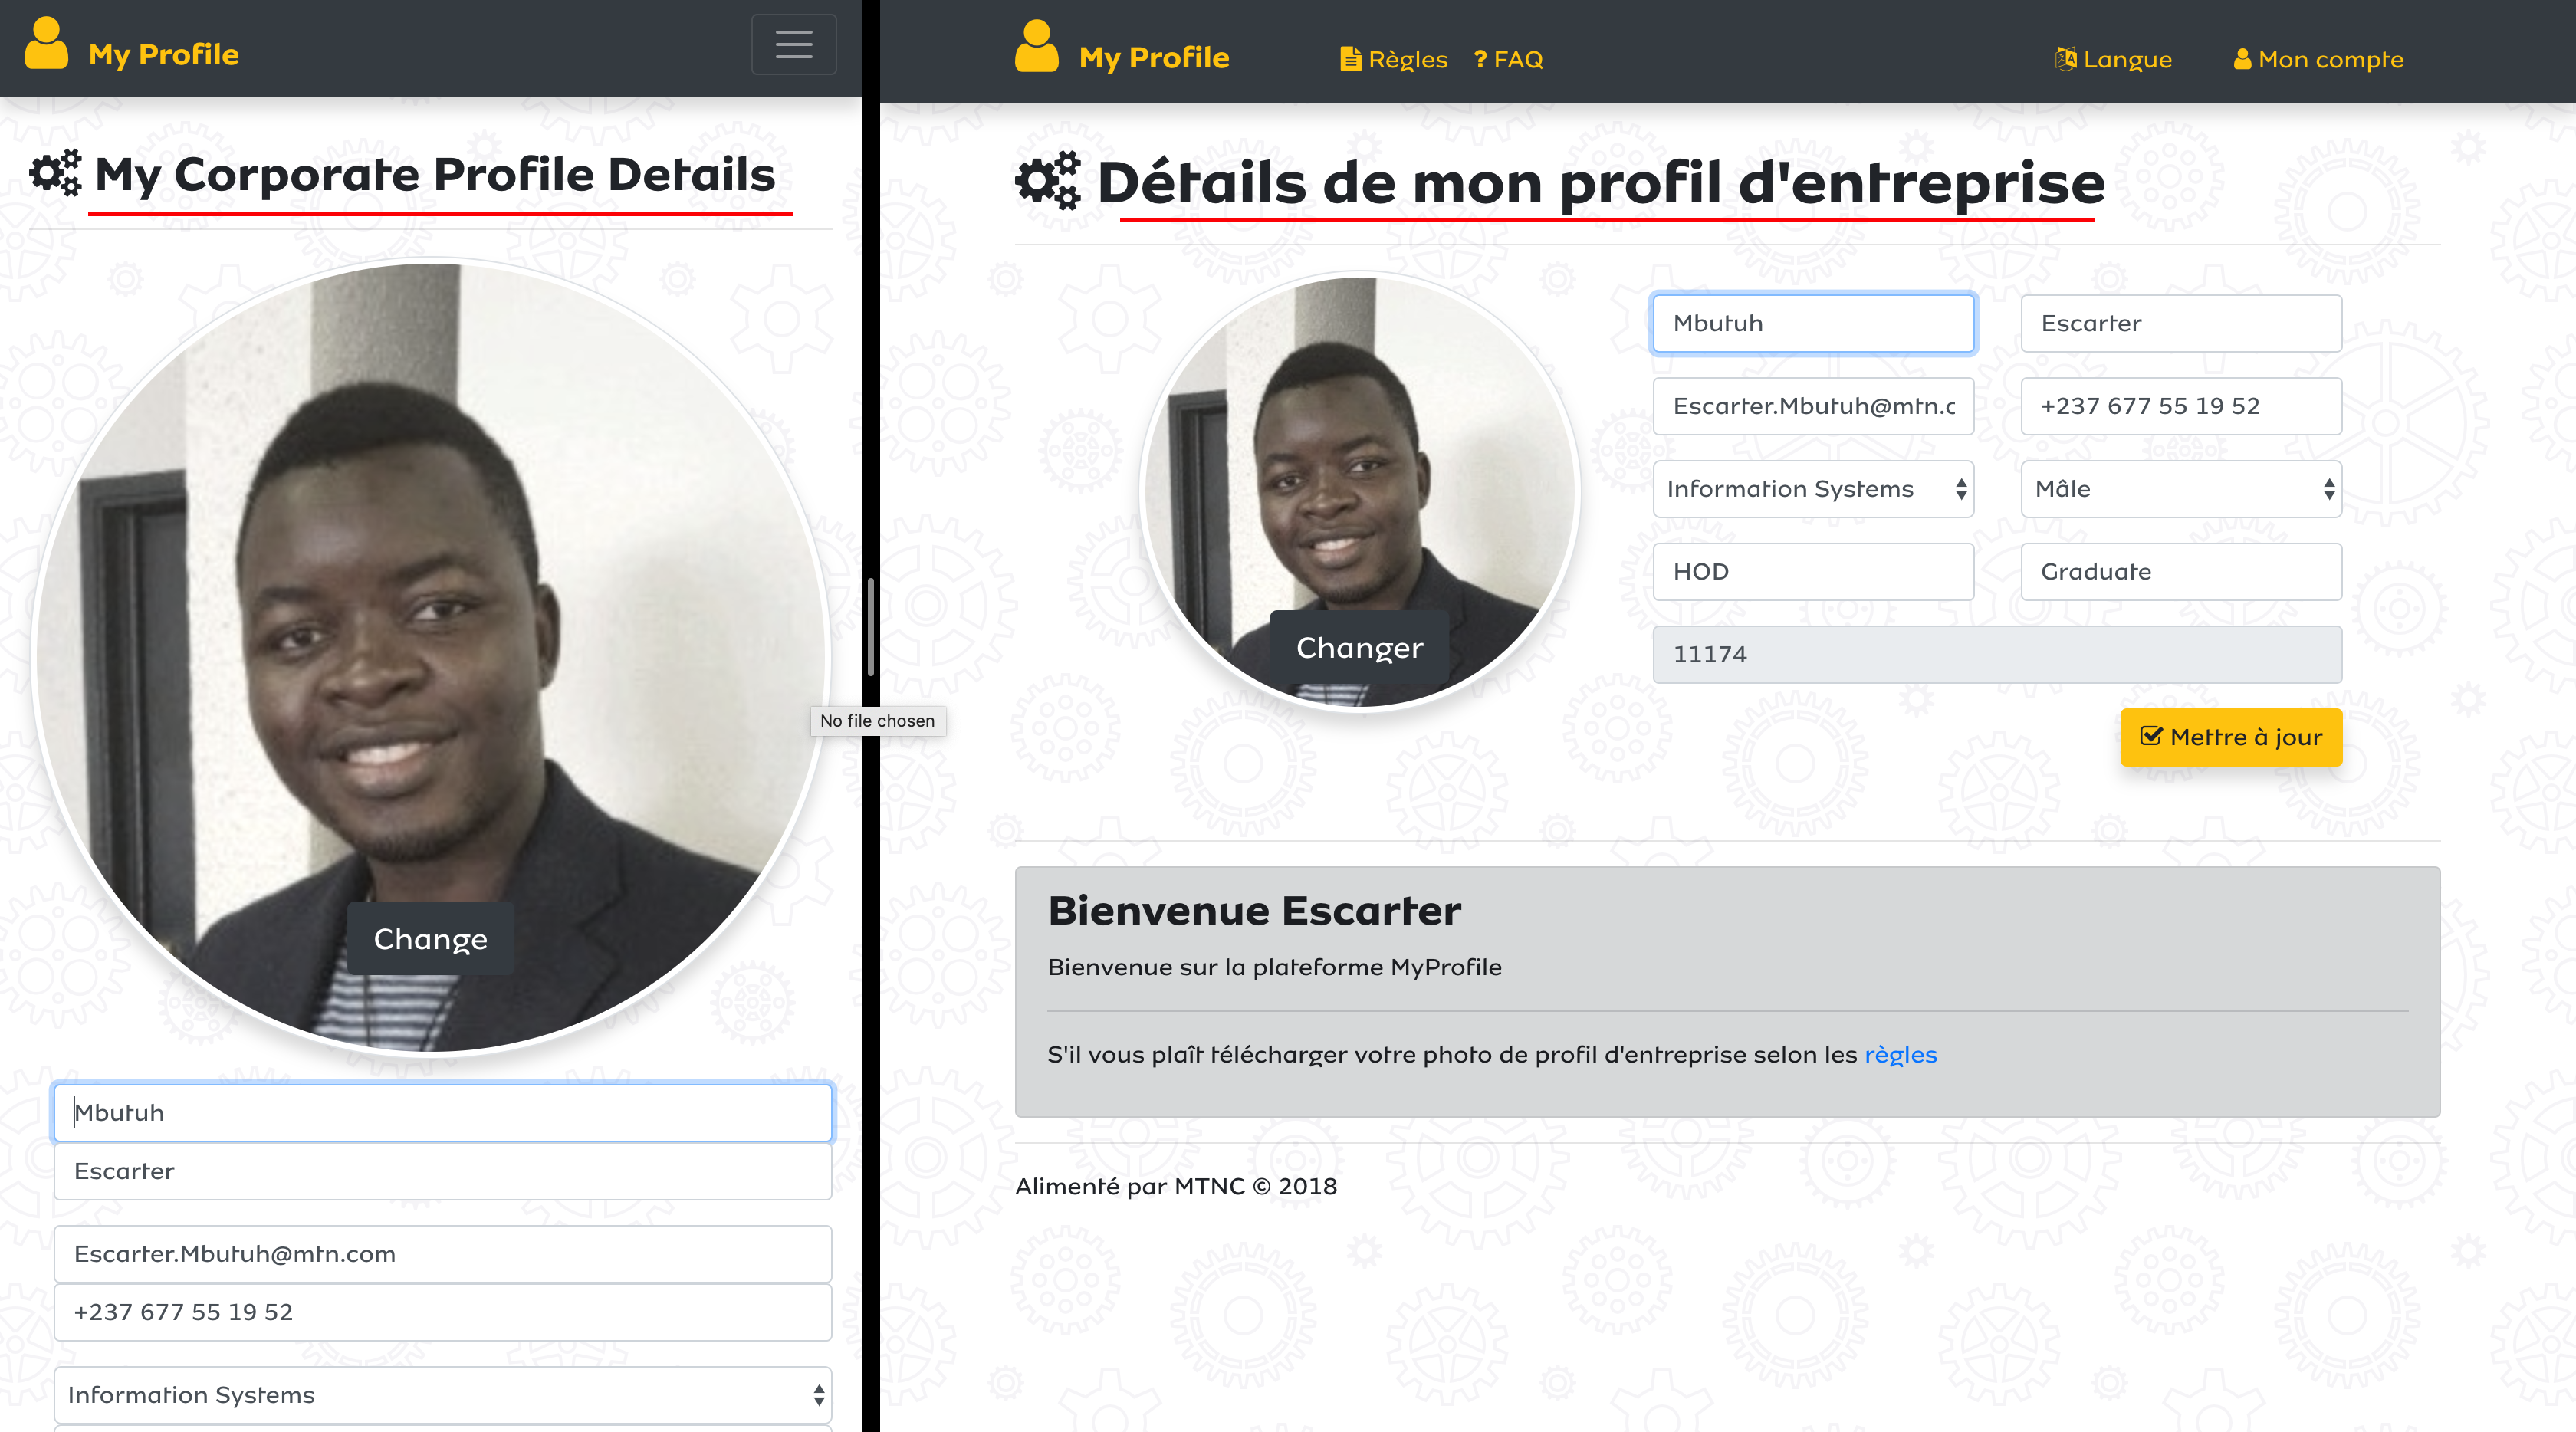 My Profile
My Corporate Profile Details
Change
No file chosen
Mbutuh
Escarter
Escarter.Mbutuh@mtn.com
+237 677 55 19 52
Information Systems
My Profile
Règles
? FAQ
Langue
Mon compte
Détails de mon profil d'entreprise
Changer
Mbutuh
Escarter
Escarter.Mbutuh@mtn.c
+237 677 55 19 52
Information Systems
Mâle
HOD
Graduate
11174
Mettre à jour
Bienvenue Escarter
Bienvenue sur la plateforme MyProfile
S'il vous plaît télécharger votre photo de profil d'entreprise selon les règles
Alimenté par MTNC © 2018